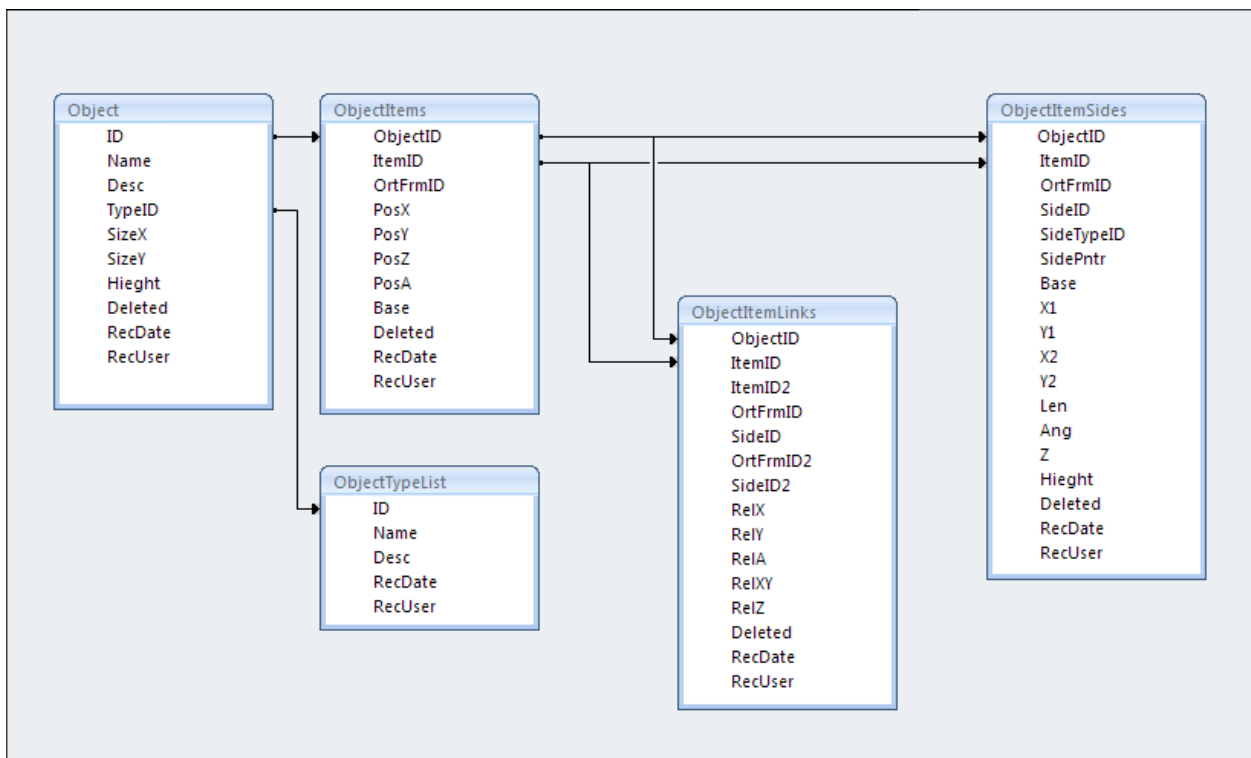 Object
ID
Name
Desc
TypeID
SizeX
SizeY
Hieght
Deleted
RecDate
RecUser
ObjectItems
ObjectID
ItemID
OrtFrmID
PosX
PosY
PosZ
PosA
Base
Deleted
RecDate
RecUser
ObjectTypeList
ID
Name
Desc
RecDate
RecUser
ObjectItemLinks
ObjectID
ItemID
ItemID2
OrtFrmID
SideID
OrtFrmID2
SideID2
RelX
RelY
RelA
RelXY
RelZ
Deleted
RecDate
RecUser
ObjectItemSides
ObjectID
ItemID
OrtFrmID
SideID
SideTypeID
SidePntr
Base
X1
Y1
X2
Y2
Len
Ang
Z
Hieght
Deleted
RecDate
RecUser